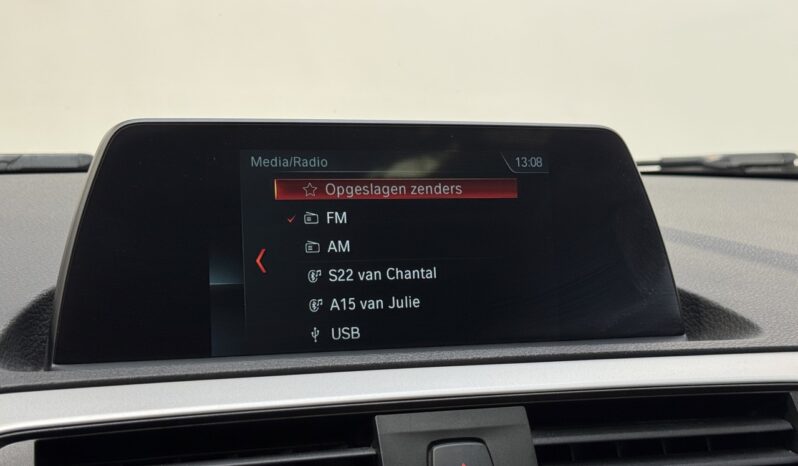 Media/Radio 13:08
Opgeslagen zenders
FM
AM
S22 van Chantal
A15 van Julie
USB